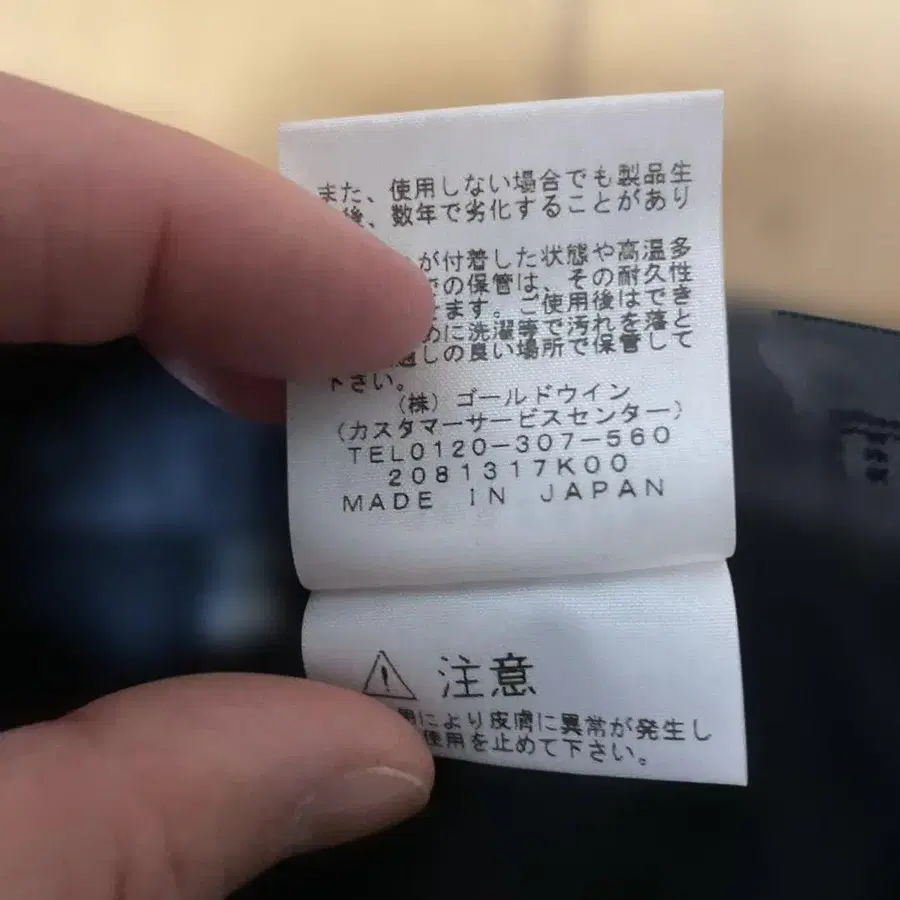 また、使用しない場合でも製品生
後、数年で劣化することがあり
が付着した状態や高温多
の保管は、その耐久性
せます。ご使用後はでき
めに洗濯等で汚れを落と
通しの良い場所で保管して
下さい。
(株)ゴールドウイン
(カスタマーサービスセンター)
TEL0120-307-560
2081317K00
MADE IN JAPAN
注意
用により皮膚に異常が発生し
使用を止めて下さい。